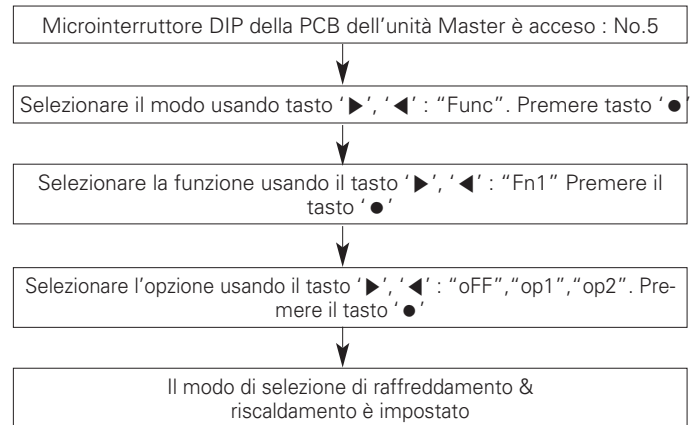 Microinterruttore DIP della PCB dell'unità Master è acceso : No.5
Selezionare il modo usando tasto ‘▶’, ‘◀’ : “Func”. Premere tasto ‘●’
Selezionare la funzione usando il tasto ‘▶’, ‘◀’ : “Fn1” Premere il
tasto ‘●’
Selezionare l’opzione usando il tasto ‘▶’, ‘◀’ : “oFF”,“op1”,“op2”. Pre-
mere il tasto ‘●’
Il modo di selezione di raffreddamento &
riscaldamento è impostato